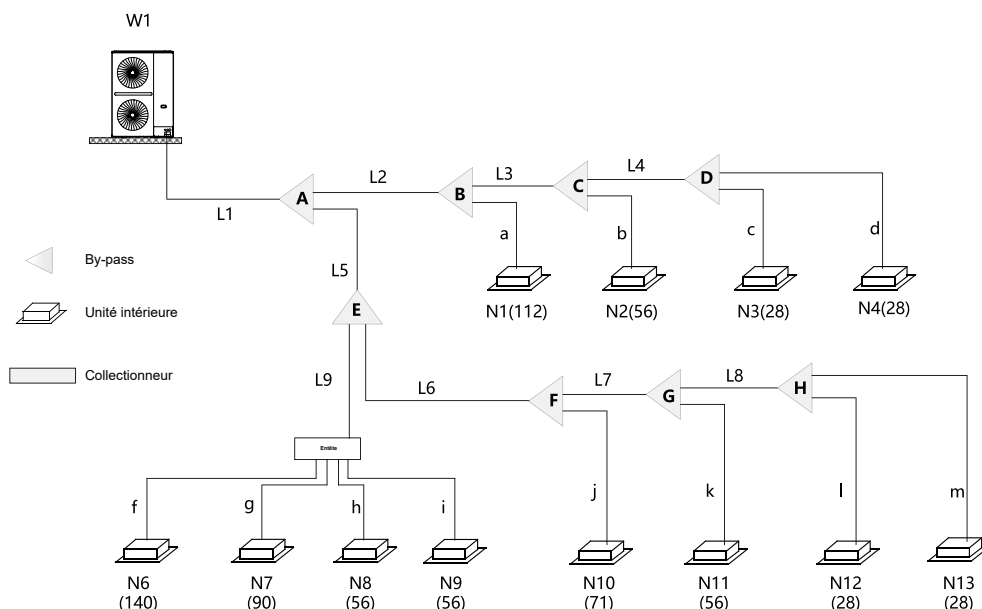 W1
L1
A
L2
B
L3
C
L4
D
a
b
c
d
N1(112)
N2(56)
N3(28)
N4(28)
By-pass
Unité intérieure
Collectionneur
L5
E
L9
L6
F
L7
G
L8
H
Entête
f
g
h
i
j
k
l
m
N6
(140)
N7
(90)
N8
(56)
N9
(56)
N10
(71)
N11
(56)
N12
(28)
N13
(28)